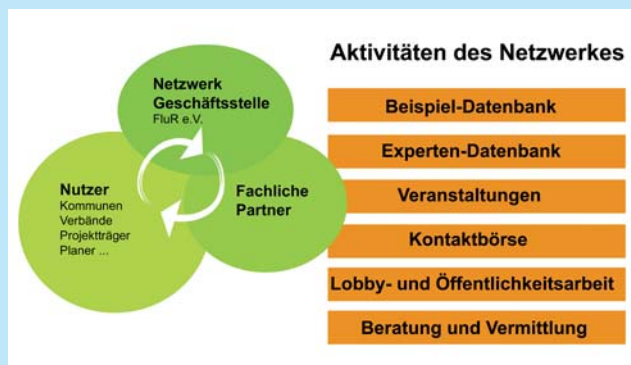 Netzwerk
Geschäftsstelle
FluR e.V.
Nutzer
Kommunen
Verbände
Projektträger
Planer ...
Fachliche
Partner
Aktivitäten des Netzwerkes
Beispiel-Datenbank
Experten-Datenbank
Veranstaltungen
Kontaktbörse
Lobby- und Öffentlichkeitsarbeit
Beratung und Vermittlung